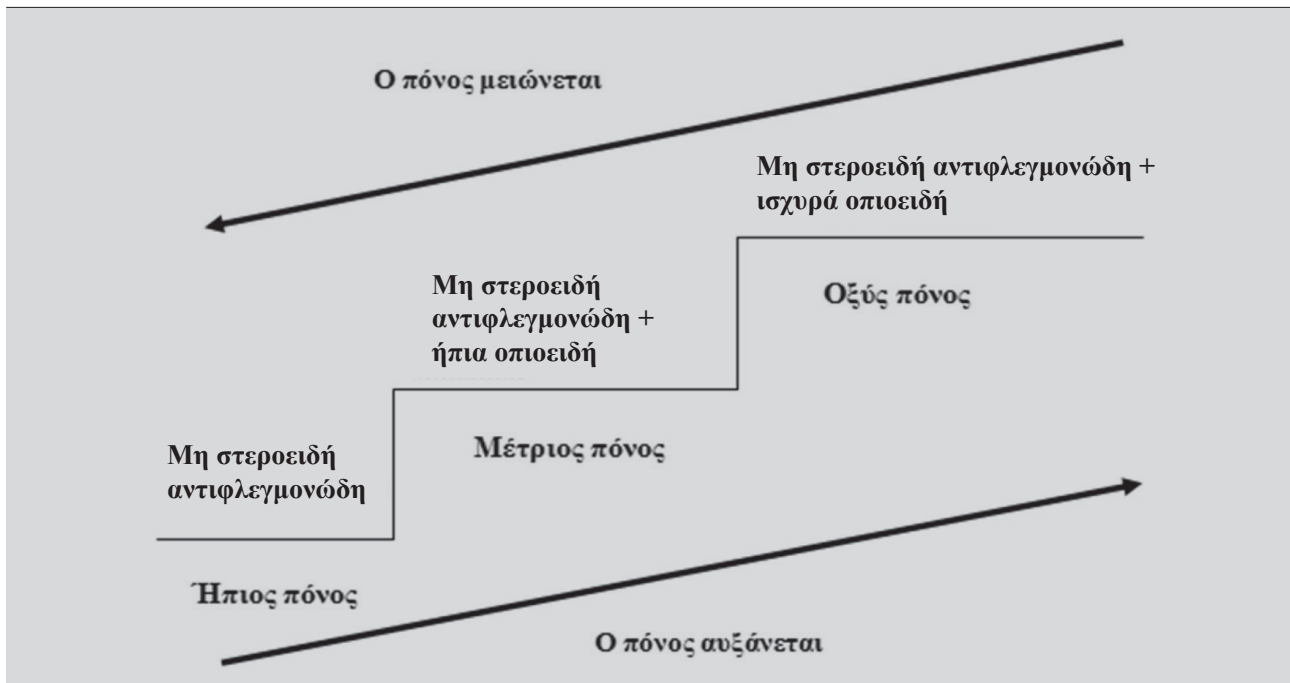 Ο πόνος μειώνεται
Μη στεροειδή αντιφλεγμονώδη +
ισχυρά οπιοειδή
Μη στεροειδή
αντιφλεγμονώδη +
ήπια οπιοειδή
Οξύς πόνος
Μη στεροειδή
αντιφλεγμονώδη
Μέτριος πόνος
Ήπιος πόνος
Ο πόνος αυξάνεται